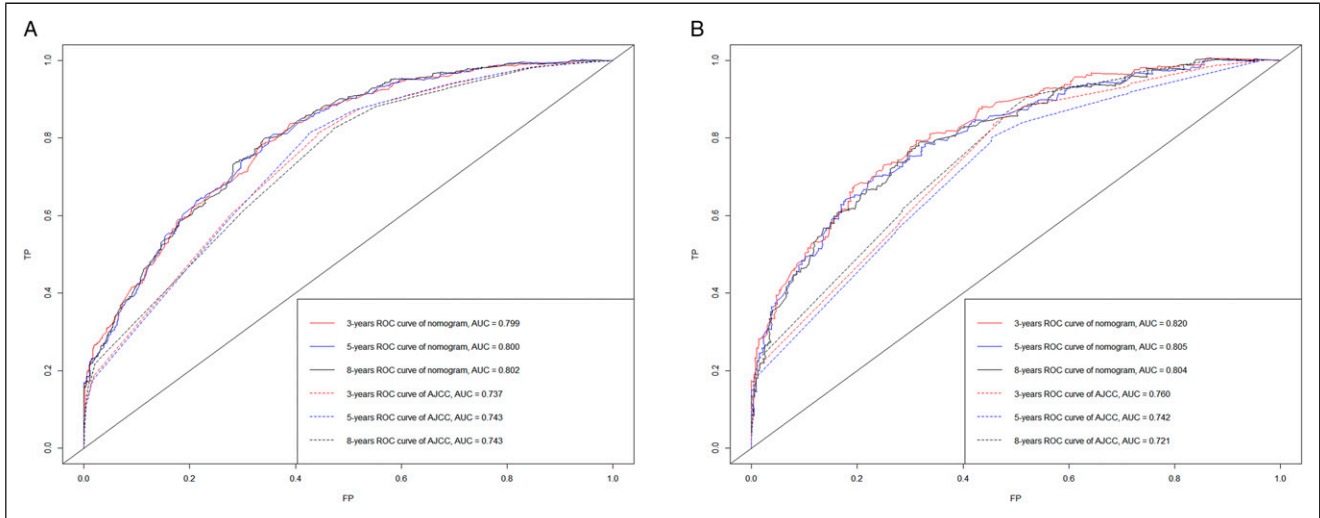 A
1.0
0.8
0.6
0.4
0.2
0.0
TP
0.0 0.2 0.4 0.6 0.8 1.0
FP
3-years ROC curve of nomogram, AUC = 0.799
5-years ROC curve of nomogram, AUC = 0.800
8-years ROC curve of nomogram, AUC = 0.802
3-years ROC curve of AJCC, AUC = 0.737
5-years ROC curve of AJCC, AUC = 0.743
8-years ROC curve of AJCC, AUC = 0.743
B
1.0
0.8
0.6
0.4
0.2
0.0
TP
0.0 0.2 0.4 0.6 0.8 1.0
FP
3-years ROC curve of nomogram, AUC = 0.820
5-years ROC curve of nomogram, AUC = 0.805
8-years ROC curve of nomogram, AUC = 0.804
3-years ROC curve of AJCC, AUC = 0.760
5-years ROC curve of AJCC, AUC = 0.742
8-years ROC curve of AJCC, AUC = 0.721